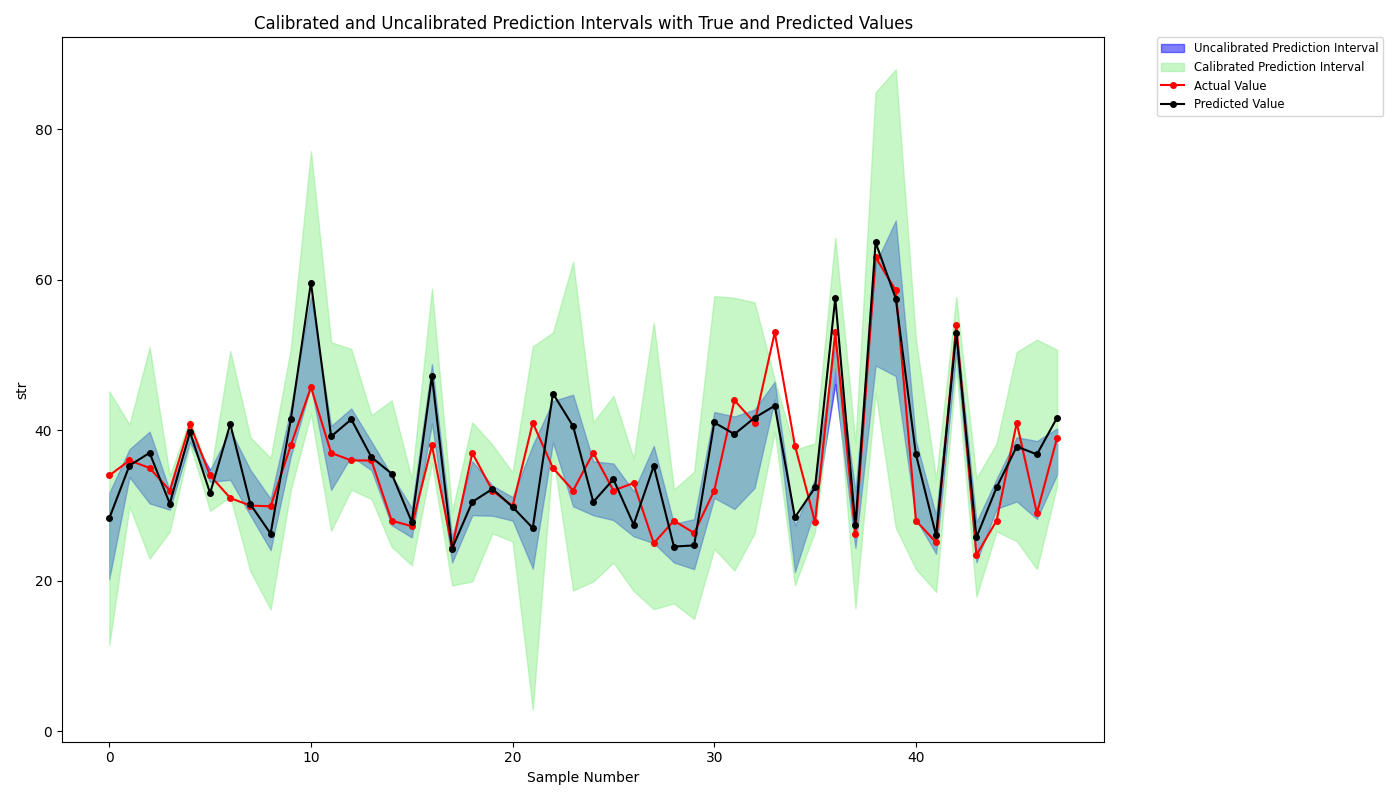 Calibrated and Uncalibrated Prediction Intervals with True and Predicted Values
Uncalibrated Prediction Interval
Calibrated Prediction Interval
Actual Value
Predicted Value
80
60
40
20
0
str
0 10 20 30 40
Sample Number